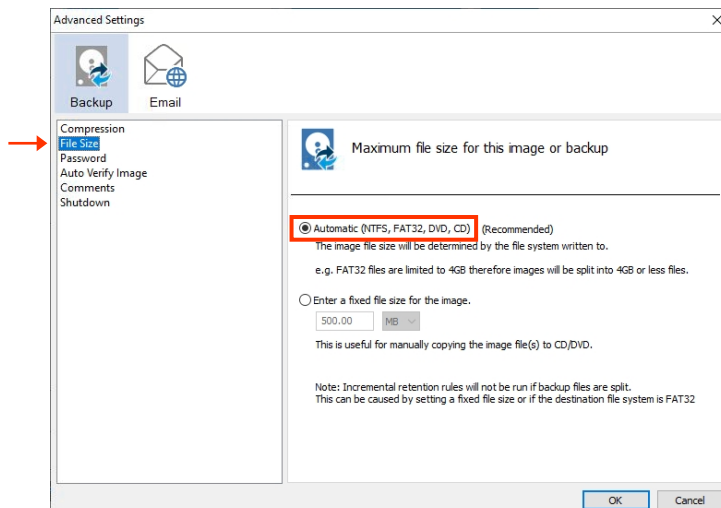 Advanced Settings
Backup
Email
Compression
File Size
Password
Auto Verify Image
Comments
Shutdown
Maximum file size for this image or backup
Automatic (NTFS, FAT32, DVD, CD) (Recommended)
The image file size will be determined by the file system written to.
e.g. FAT32 files are limited to 4GB therefore images will be split into 4GB or less files.
Enter a fixed file size for the image.
500.00 MB
This is useful for manually copying the image file(s) to CD/DVD.
Note: Incremental retention rules will not be run if backup files are split.
This can be caused by setting a fixed file size or if the destination file system is FAT32
OK Cancel